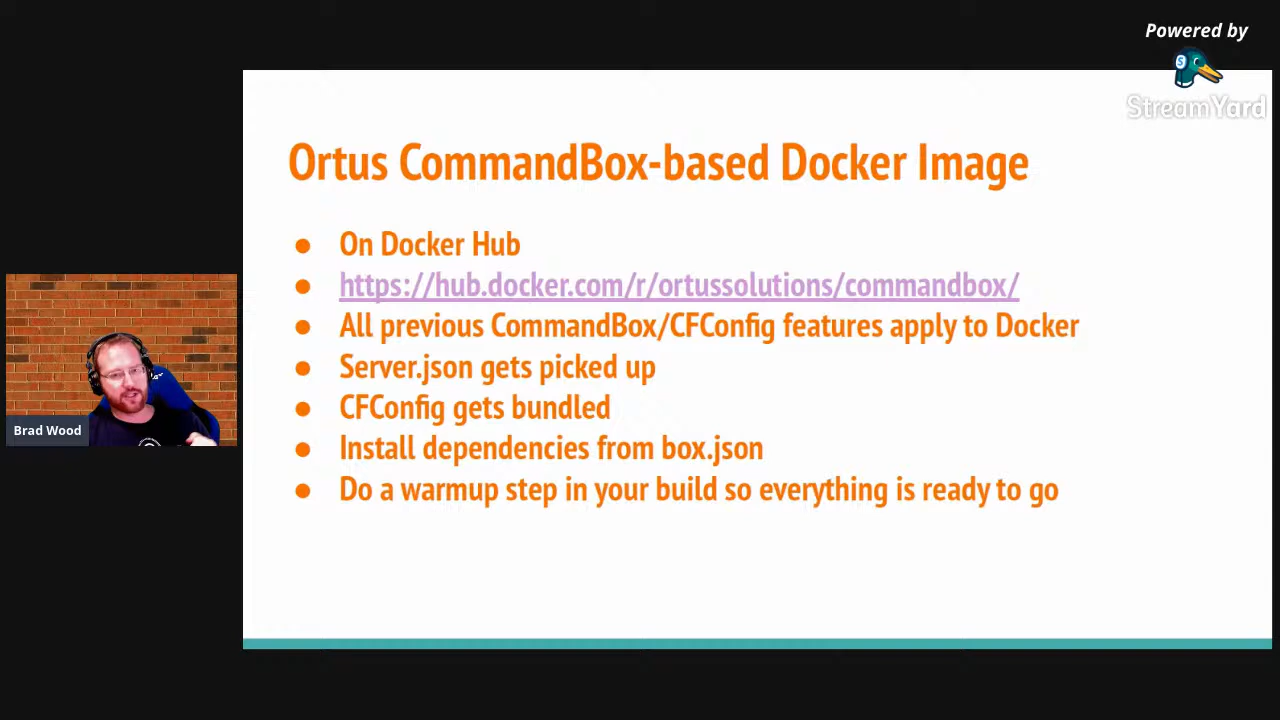 Powered by
StreamYard
Ortus CommandBox-based Docker Image
● On Docker Hub
● https://hub.docker.com/r/ortussolutions/commandbox/
● All previous CommandBox/CFConfig features apply to Docker
● Server.json gets picked up
● CFConfig gets bundled
● Install dependencies from box.json
● Do a warmup step in your build so everything is ready to go
Brad Wood